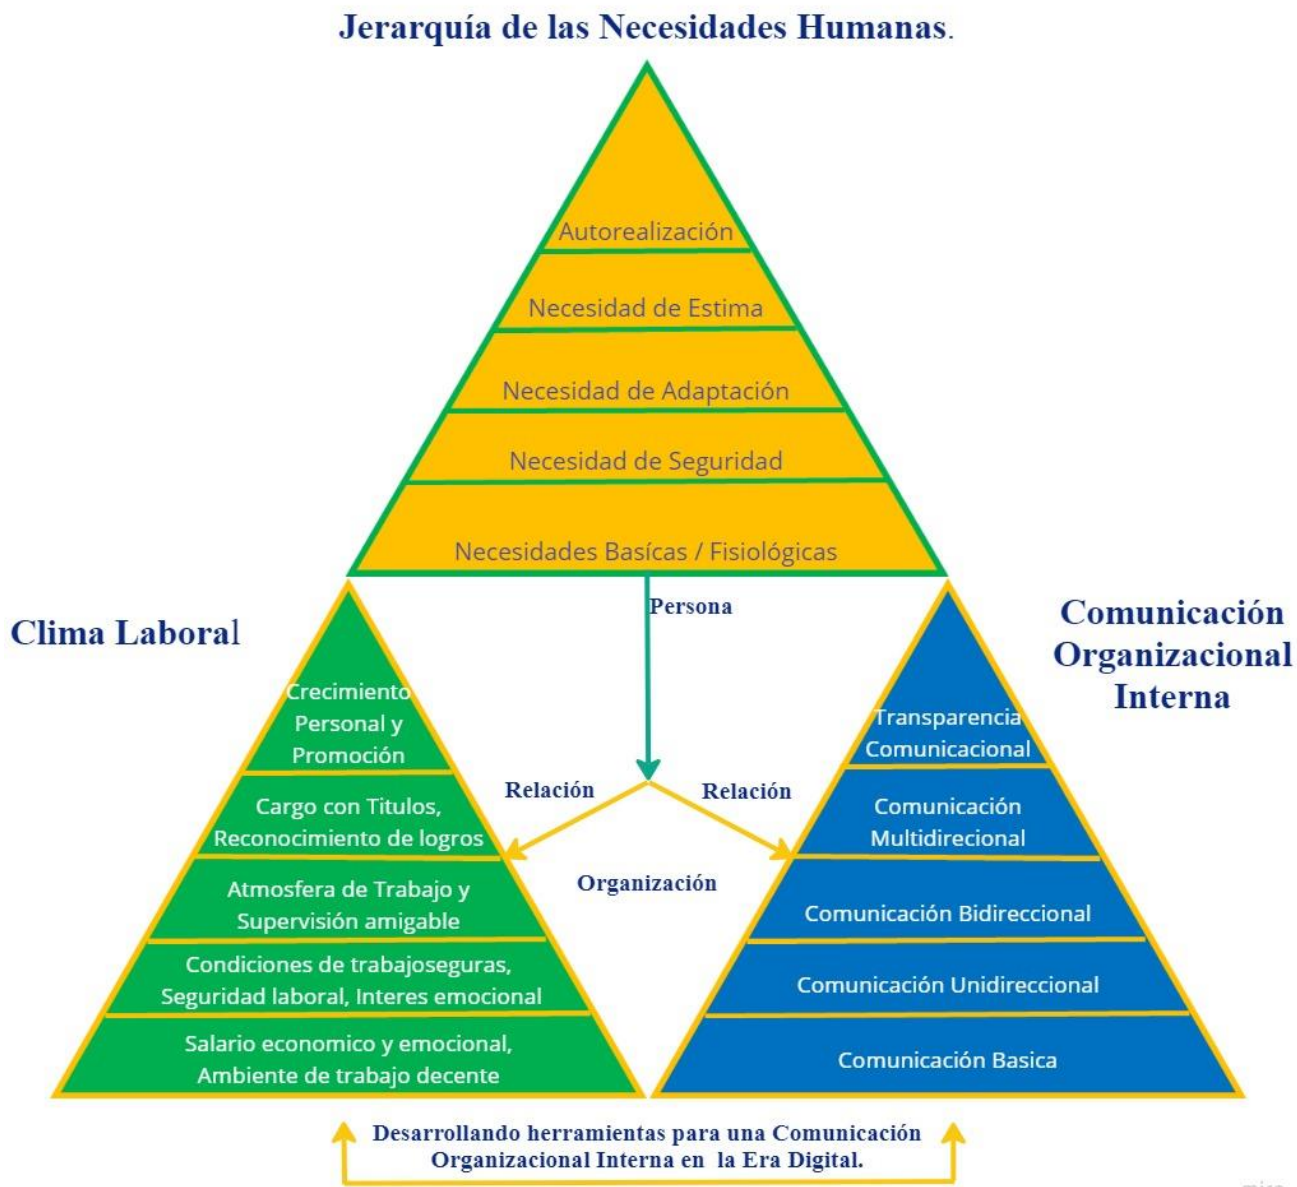 Jerarquía de las Necesidades Humanas.
Autorealización
Necesidad de Estima
Necesidad de Adaptación
Necesidad de Seguridad
Necesidades Basícas / Fisiológicas
Persona
Clima Laboral
Comunicación
Organizacional
Interna
Crecimiento
Personal y
Promoción
Cargo con Titulos,
Reconocimiento de logros
Atmosfera de Trabajo y
Supervisión amigable
Condiciones de trabajoseguras,
Seguridad laboral, Interes emocional
Salario economico y emocional,
Ambiente de trabajo decente
Relación
Relación
Organización
Transparencia
Comunicacional
Comunicación
Multidirecional
Comunicación Bidireccional
Comunicación Unidireccional
Comunicación Basica
Desarrollando herramientas para una Comunicación
Organizacional Interna en la Era Digital.